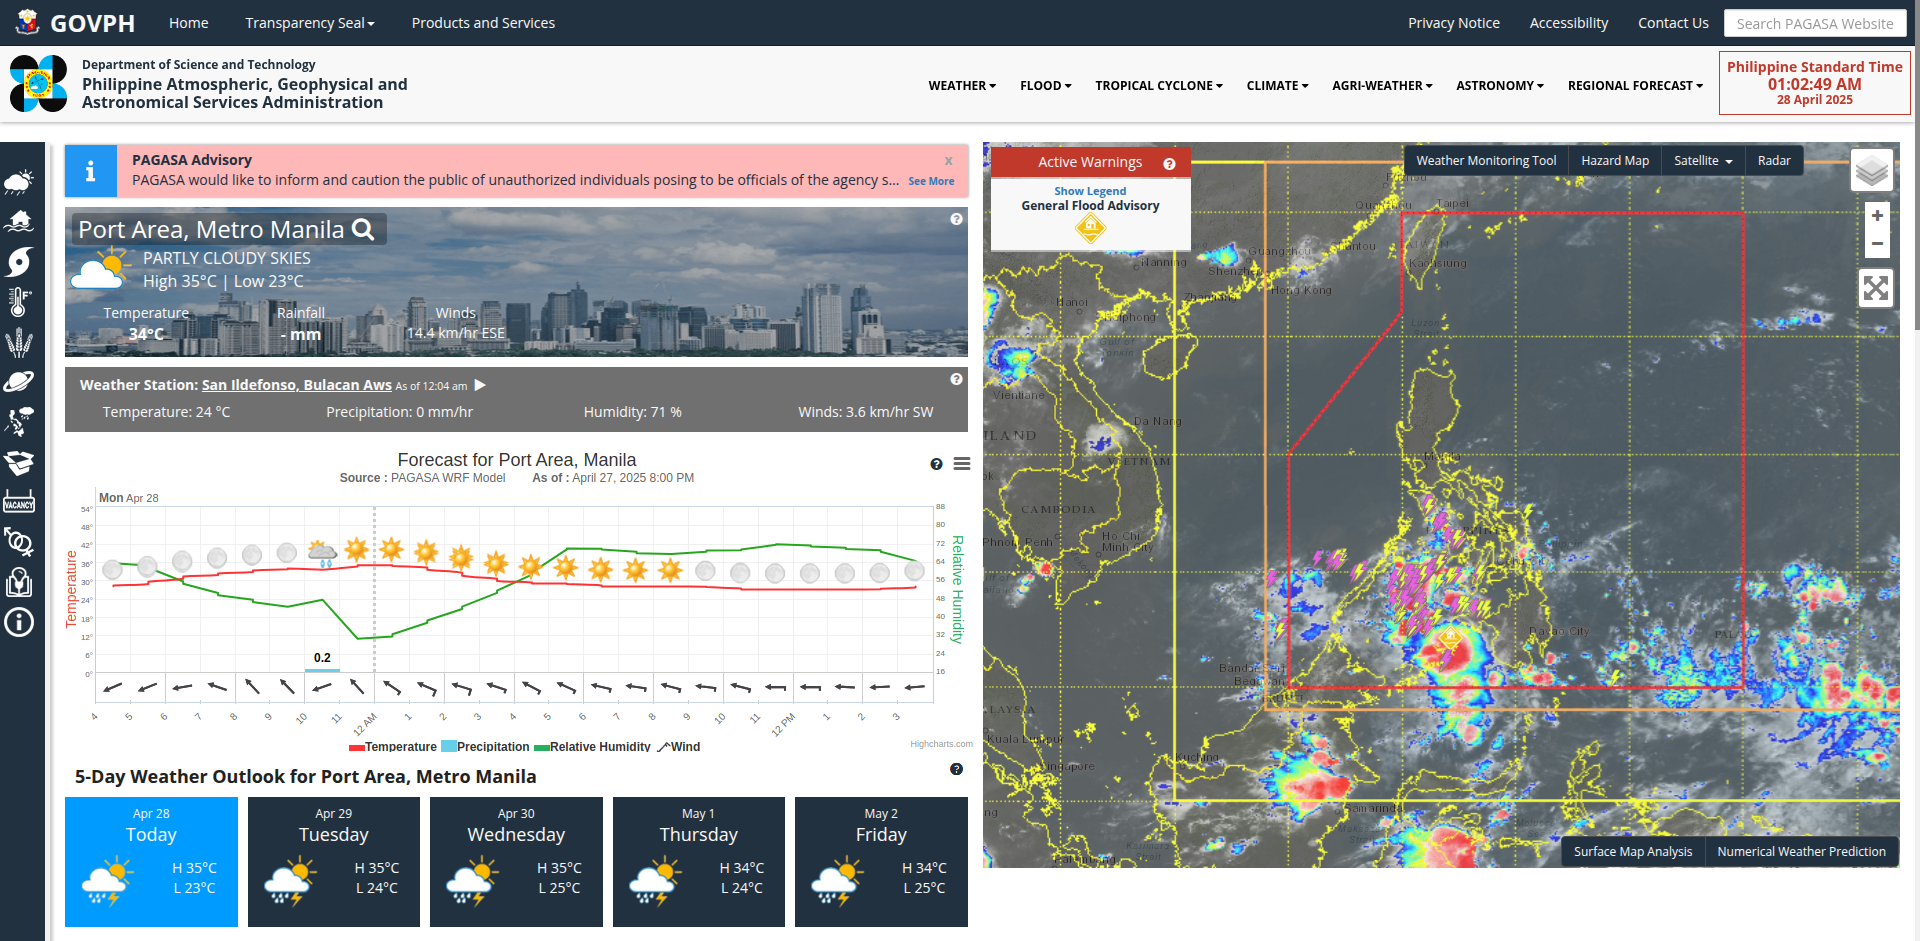 GOVPH
Home
Transparency Seal
Products and Services
Privacy Notice
Accessibility
Contact Us
Search PAGASA Website
Department of Science and Technology
Philippine Atmospheric, Geophysical and
Astronomical Services Administration
WEATHER
FLOOD
TROPICAL CYCLONE
CLIMATE
AGRI-WEATHER
ASTRONOMY
REGIONAL FORECAST
Philippine Standard Time
01:02:49 AM
28 April 2025
PAGASA Advisory
x
PAGASA would like to inform and caution the public of unauthorized individuals posing to be officials of the agency s... See More
Port Area, Metro Manila
PARTLY CLOUDY SKIES
High 35°C | Low 23°C
Temperature Rainfall Winds
34°C - mm 14.4 km/hr ESE
Weather Station: San Ildefonso, Bulacan Aws As of 12:04 am
Temperature: 24 °C Precipitation: 0 mm/hr Humidity: 71 % Winds: 3.6 km/hr SW
VACANCY
Forecast for Port Area, Manila
Source : PAGASA WRF Model As of : April 27, 2025 8:00 PM
Mon Apr 28
Temperature
54°
48°
42°
36°
30°
24°
18°
12°
6°
0°
88
80
72
64
56
48
40
32
24
16
Relative Humidity
0.2
4 5 6 7 8 9 10 11 12 AM 1 2 3 4 5 6 7 8 9 10 11 12 PM 1 2 3
Temperature Precipitation Relative Humidity Wind
Highcharts.com
5-Day Weather Outlook for Port Area, Metro Manila
Apr 28
Today
H 35°C
L 23°C
Apr 29
Tuesday
H 35°C
L 24°C
Apr 30
Wednesday
H 35°C
L 25°C
May 1
Thursday
H 34°C
L 24°C
May 2
Friday
H 34°C
L 25°C
Active Warnings
Show Legend
General Flood Advisory
Weather Monitoring Tool
Hazard Map
Satellite
Radar
+
−
Taipei
Guangzhou
Shantou
Nanning
Shenzhen
Kaohsiung
Hong Kong
Zhanjiang
Hanoi
Haiphong
Luzon
Vientiane
Da Nang
VIETNAM
Manila
CAMBODIA
Phnom Penh
Ho Chi
Minh City
Davao City
Bandar Seri
Begawan
Kuala Lumpur
Singapore
Kuching
Samarinda
Surface Map Analysis
Numerical Weather Prediction